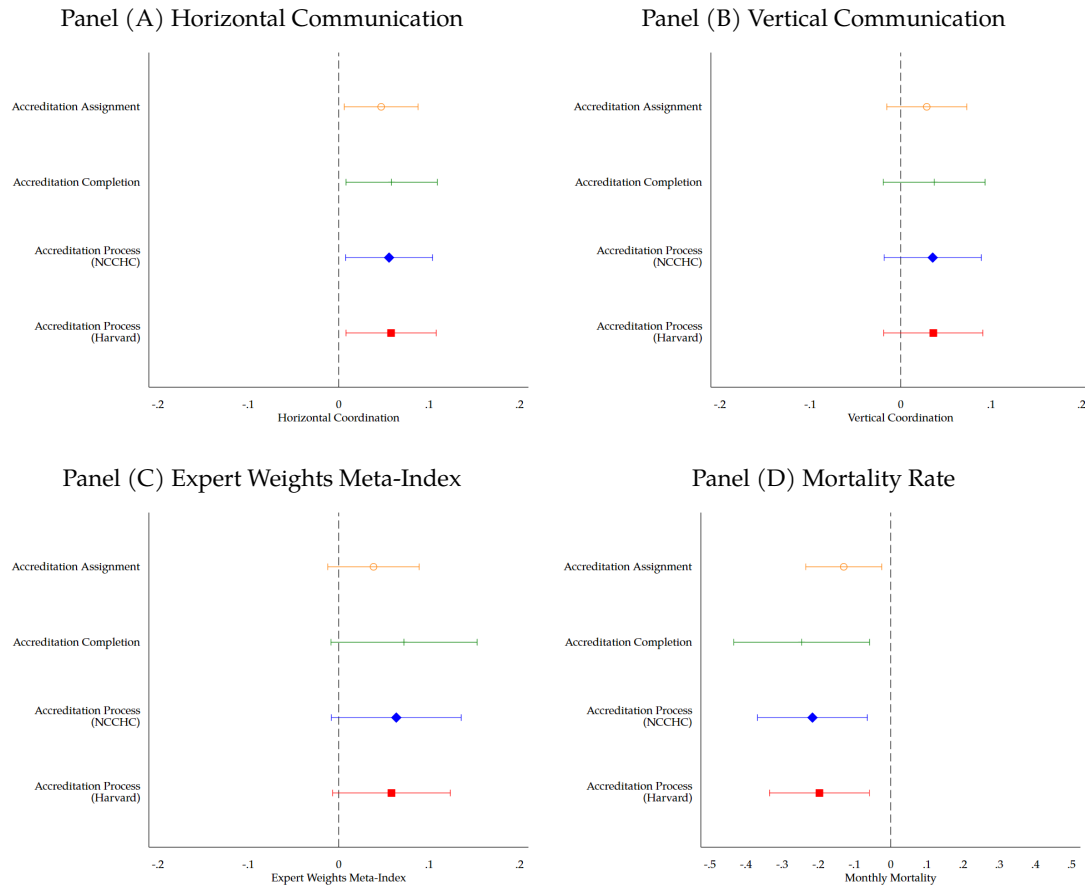 Panel (A) Horizontal Communication
Accreditation Assignment
Accreditation Completion
Accreditation Process
(NCCHC)
Accreditation Process
(Harvard)
-.2 -.1 0 .1 .2
Horizontal Coordination
Panel (B) Vertical Communication
Accreditation Assignment
Accreditation Completion
Accreditation Process
(NCCHC)
Accreditation Process
(Harvard)
-.2 -.1 0 .1 .2
Vertical Coordination
Panel (C) Expert Weights Meta-Index
Accreditation Assignment
Accreditation Completion
Accreditation Process
(NCCHC)
Accreditation Process
(Harvard)
-.2 -.1 0 .1 .2
Expert Weights Meta-Index
Panel (D) Mortality Rate
Accreditation Assignment
Accreditation Completion
Accreditation Process
(NCCHC)
Accreditation Process
(Harvard)
-.5 -.4 -.3 -.2 -.1 0 .1 .2 .3 .4 .5
Monthly Mortality